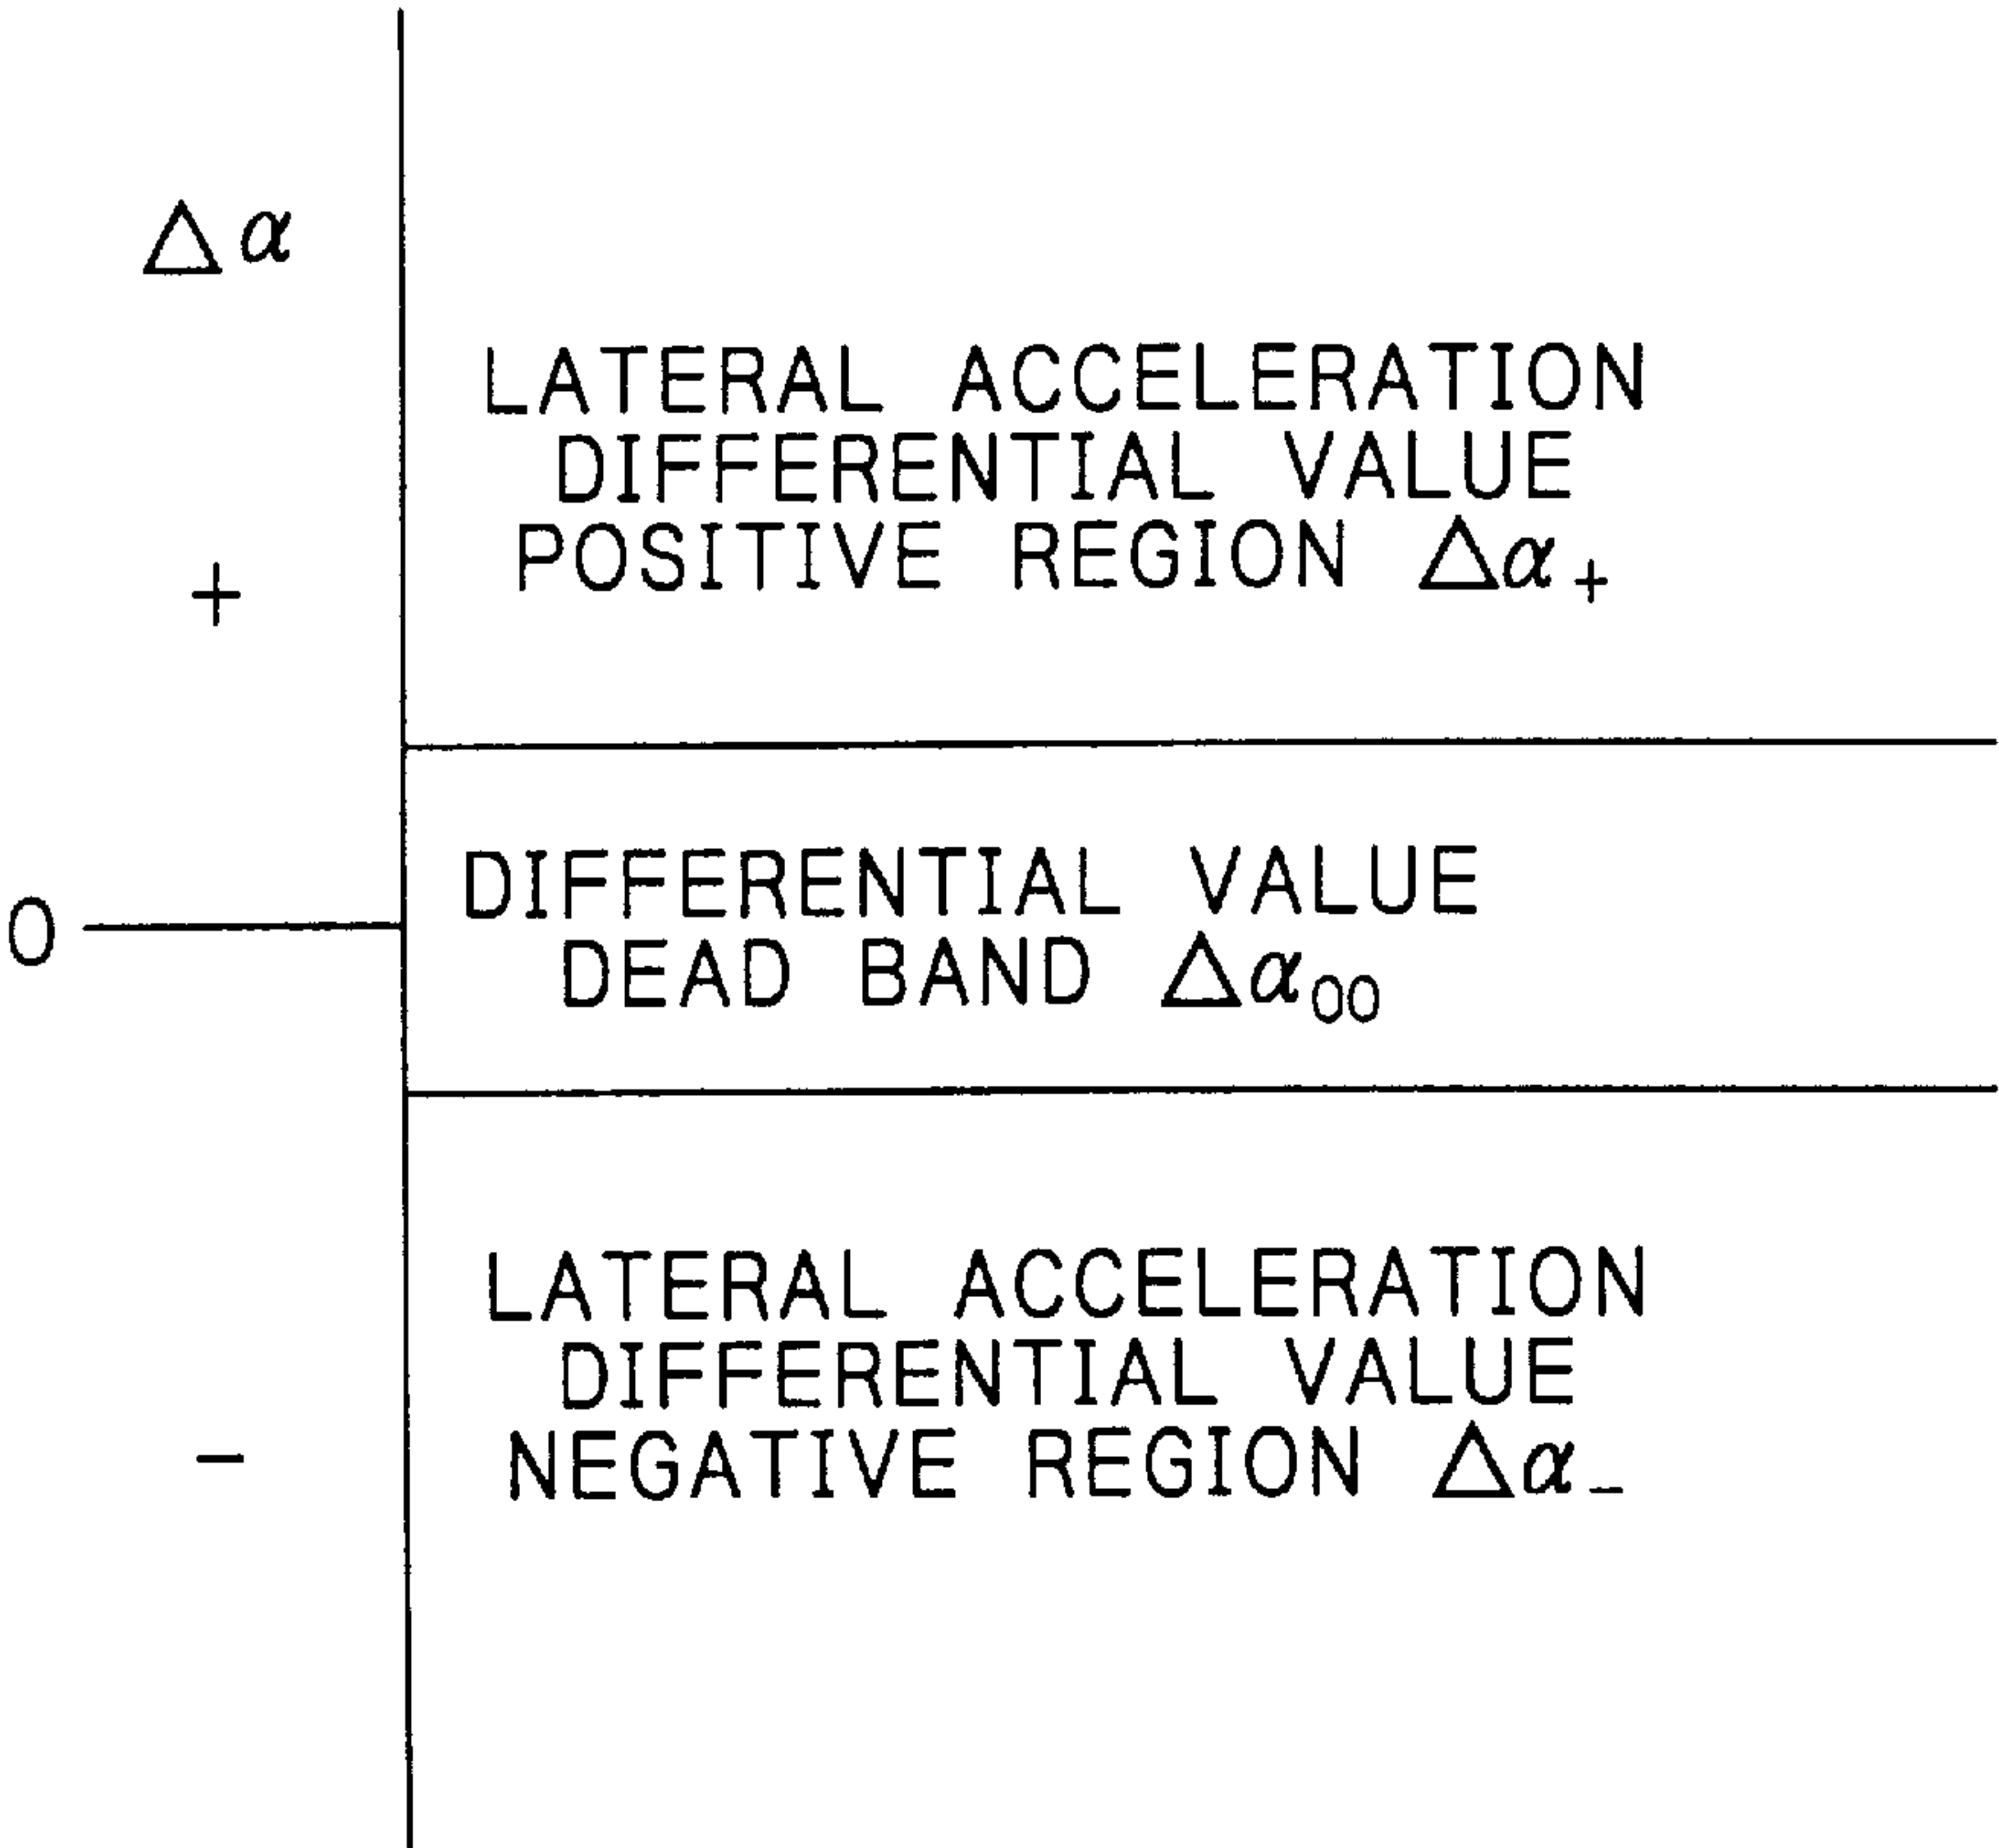 Δα
LATERAL ACCELERATION
DIFFERENTIAL VALUE
POSITIVE REGION Δα+
+
DIFFERENTIAL VALUE
0
DEAD BAND Δα00
LATERAL ACCELERATION
DIFFERENTIAL VALUE
NEGATIVE REGION Δα-
-